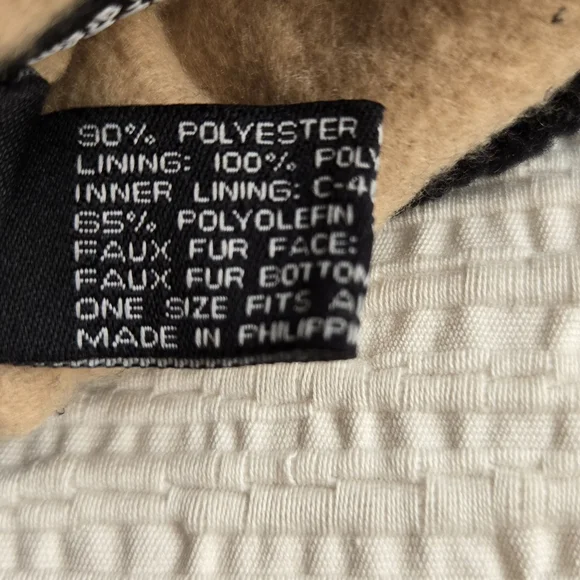 90% POLYESTER
LINING: 100% POLY
INNER LINING: C-4
65% POLYOLEFIN
FAUX FUR FACE:
FAUX FUR BOTTOM
ONE SIZE FITS A
MADE IN PHILIPPI